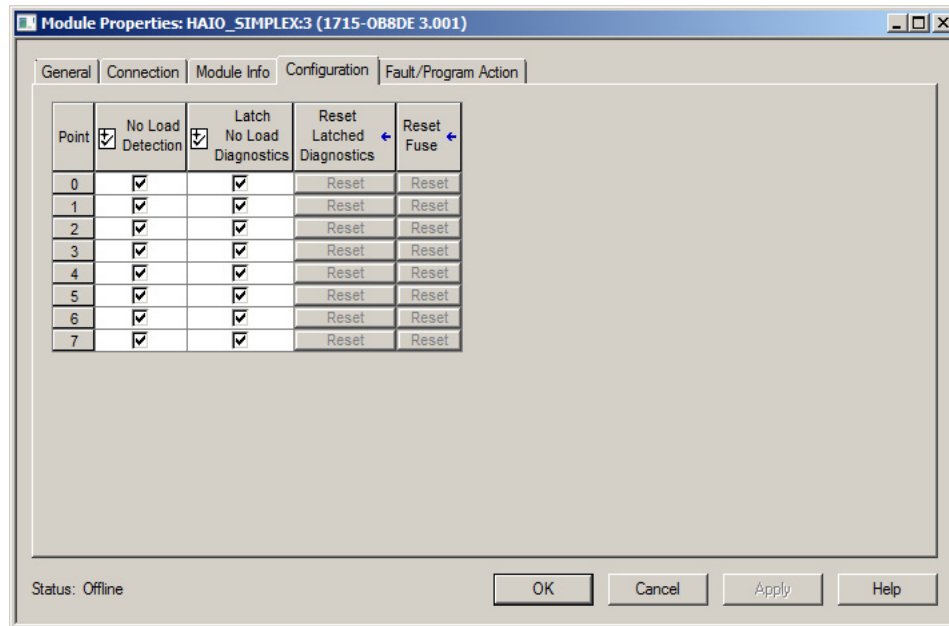 Module Properties: HAIO_SIMPLEX:3 (1715-OB8DE 3.001)
General Connection Module Info Configuration Fault/Program Action
Point No Load Detection Latch No Load Diagnostics Reset Latched Diagnostics Reset Fuse
0 Reset Reset
1 Reset Reset
2 Reset Reset
3 Reset Reset
4 Reset Reset
5 Reset Reset
6 Reset Reset
7 Reset Reset
Status: Offline OK Cancel Apply Help